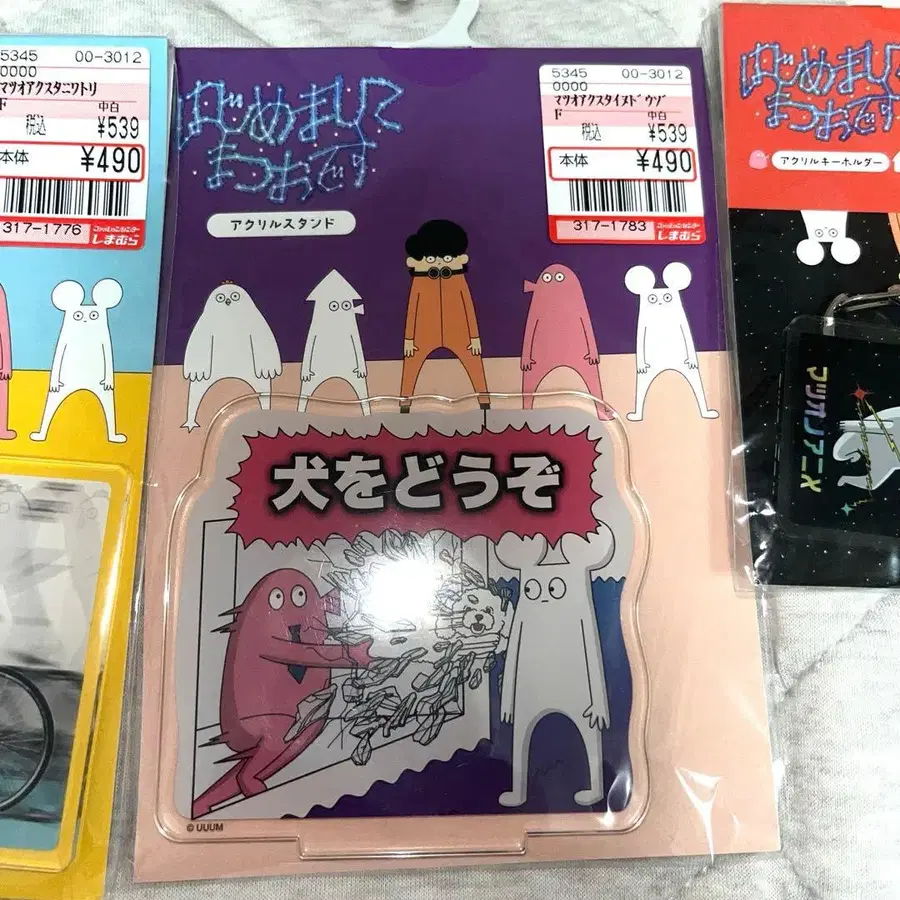 5345 00-3012
0000
ﾏﾂｵｱｸｽﾀﾆﾜﾄﾘ
F 中白
税込 ¥539
本体 ¥490
317-1776
しまむら
はじめまして
まつおです
アクリルスタンド
5345 00-3012
0000
ﾏﾂｵｱｸｽﾀｲﾇﾄﾞｳｿﾞ
F 中白
税込 ¥539
本体 ¥490
317-1783
しまむら
犬をどうぞ
© UUUM
はじめまして
まつおです
アクリルキーホルダー
マツオノアニメ